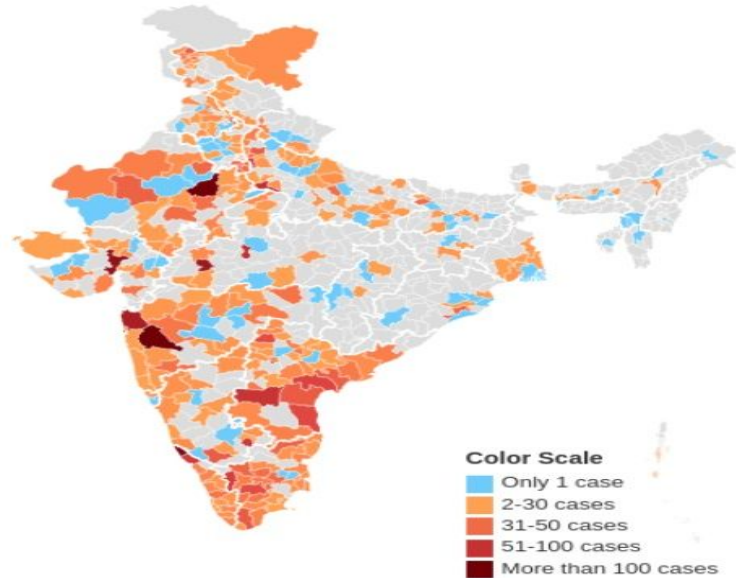 Color Scale
Only 1 case
2-30 cases
31-50 cases
51-100 cases
More than 100 cases